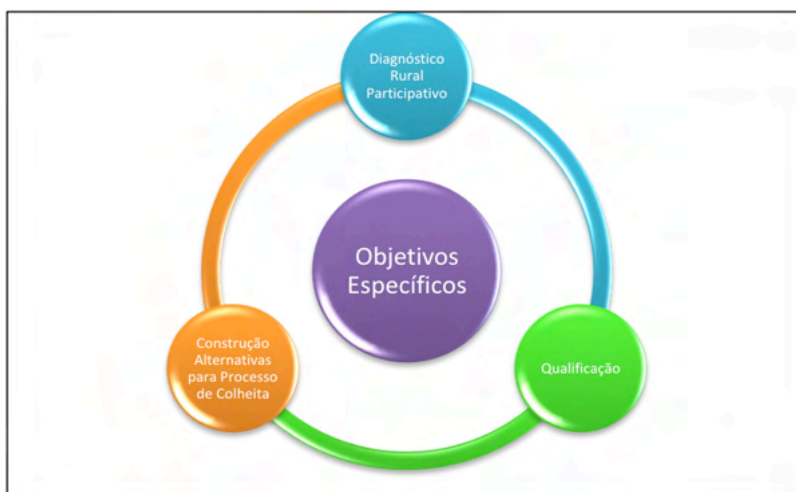 Diagnóstico
Rural
Participativo
Objetivos
Específicos
Construção
Alternativas
para Processo
de Colheita
Qualificação